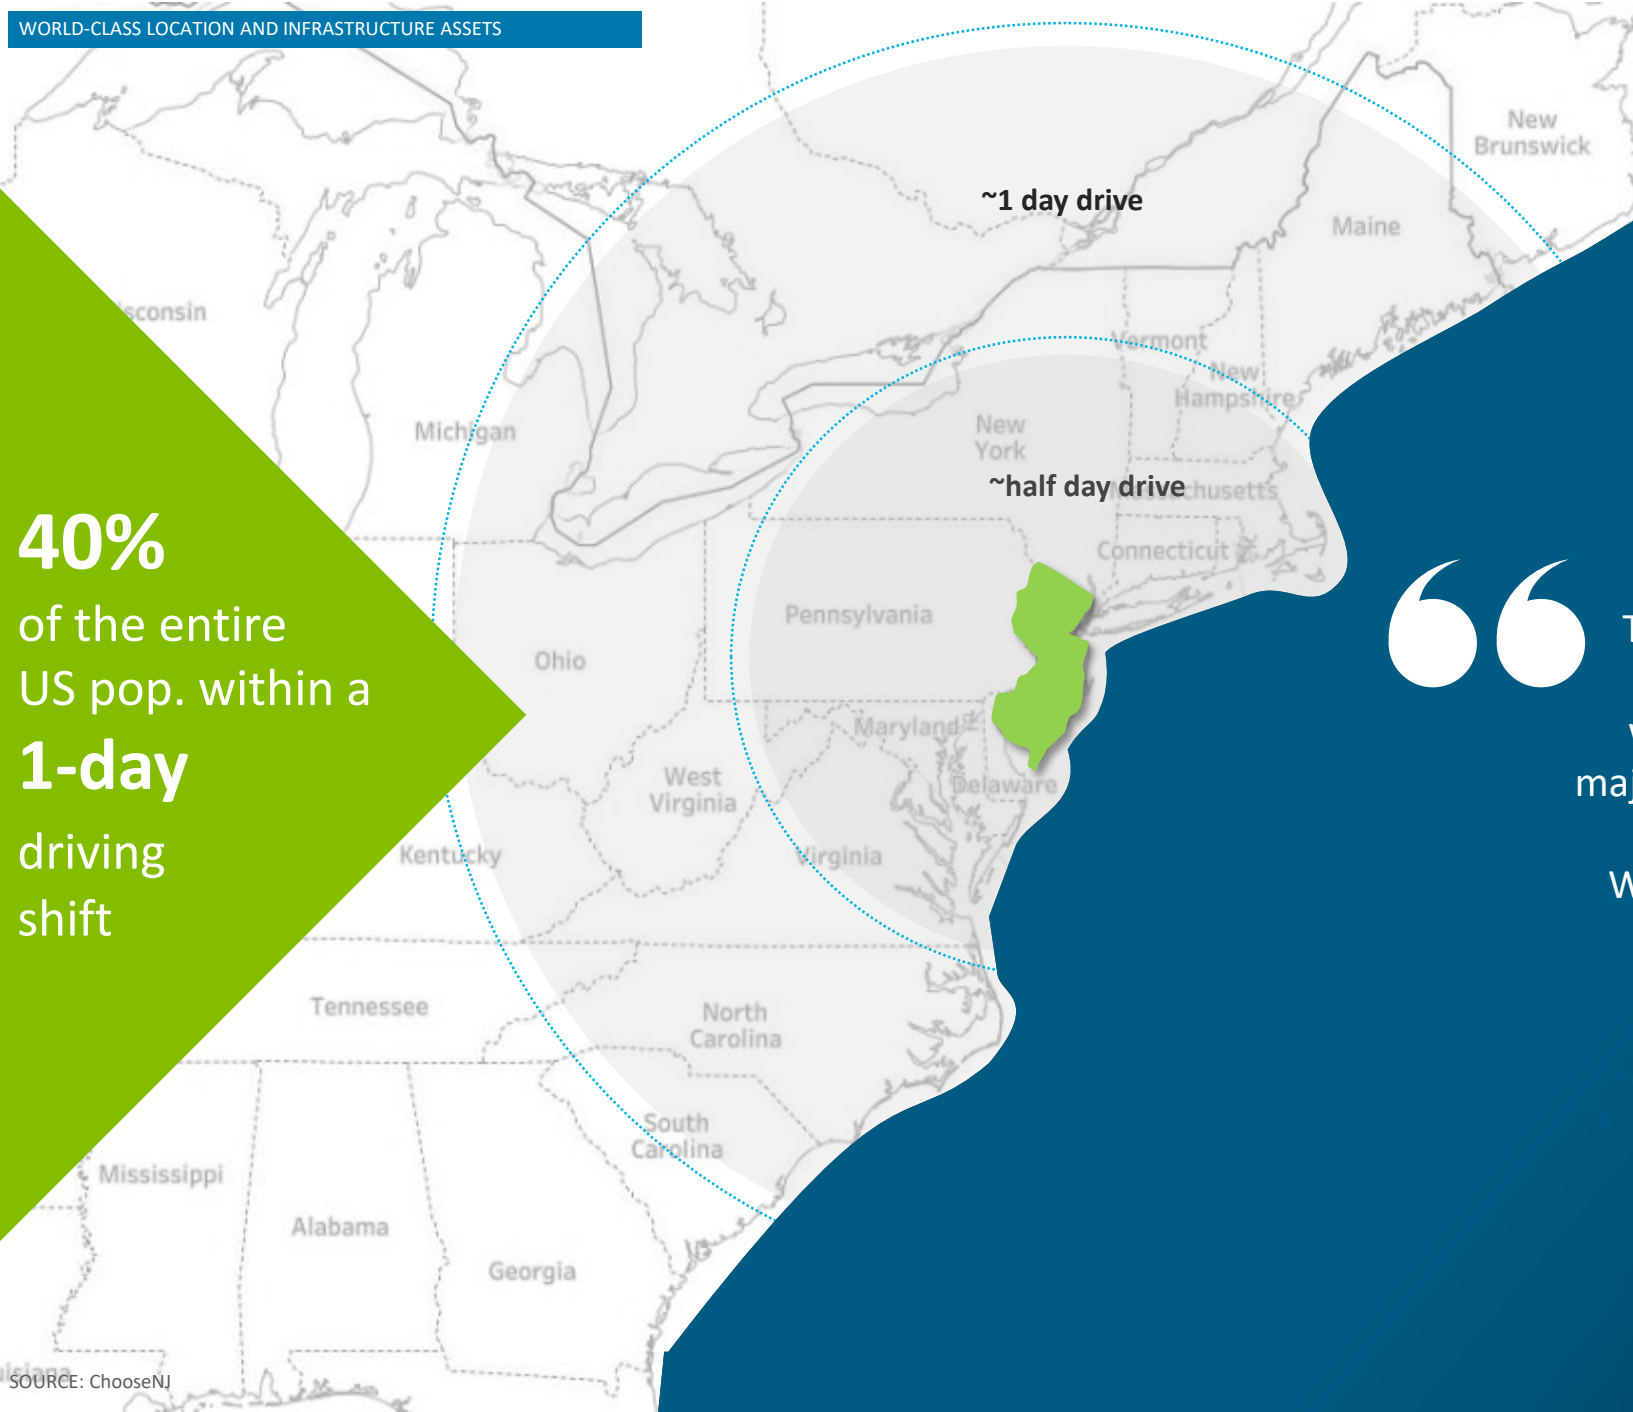 WORLD-CLASS LOCATION AND INFRASTRUCTURE ASSETS
New
Brunswick
~1 day drive
Maine
Vermont
New
Hampshire
Michigan
New
York
~half day drive
Connecticut
40%
of the entire
US pop. within a
1-day
driving
shift
Pennsylvania
Ohio
Maryland
West
Virginia
Delaware
Kentucky
Virginia
Tennessee
North
Carolina
South
Carolina
Mississippi
Alabama
Georgia
SOURCE: ChooseNJ